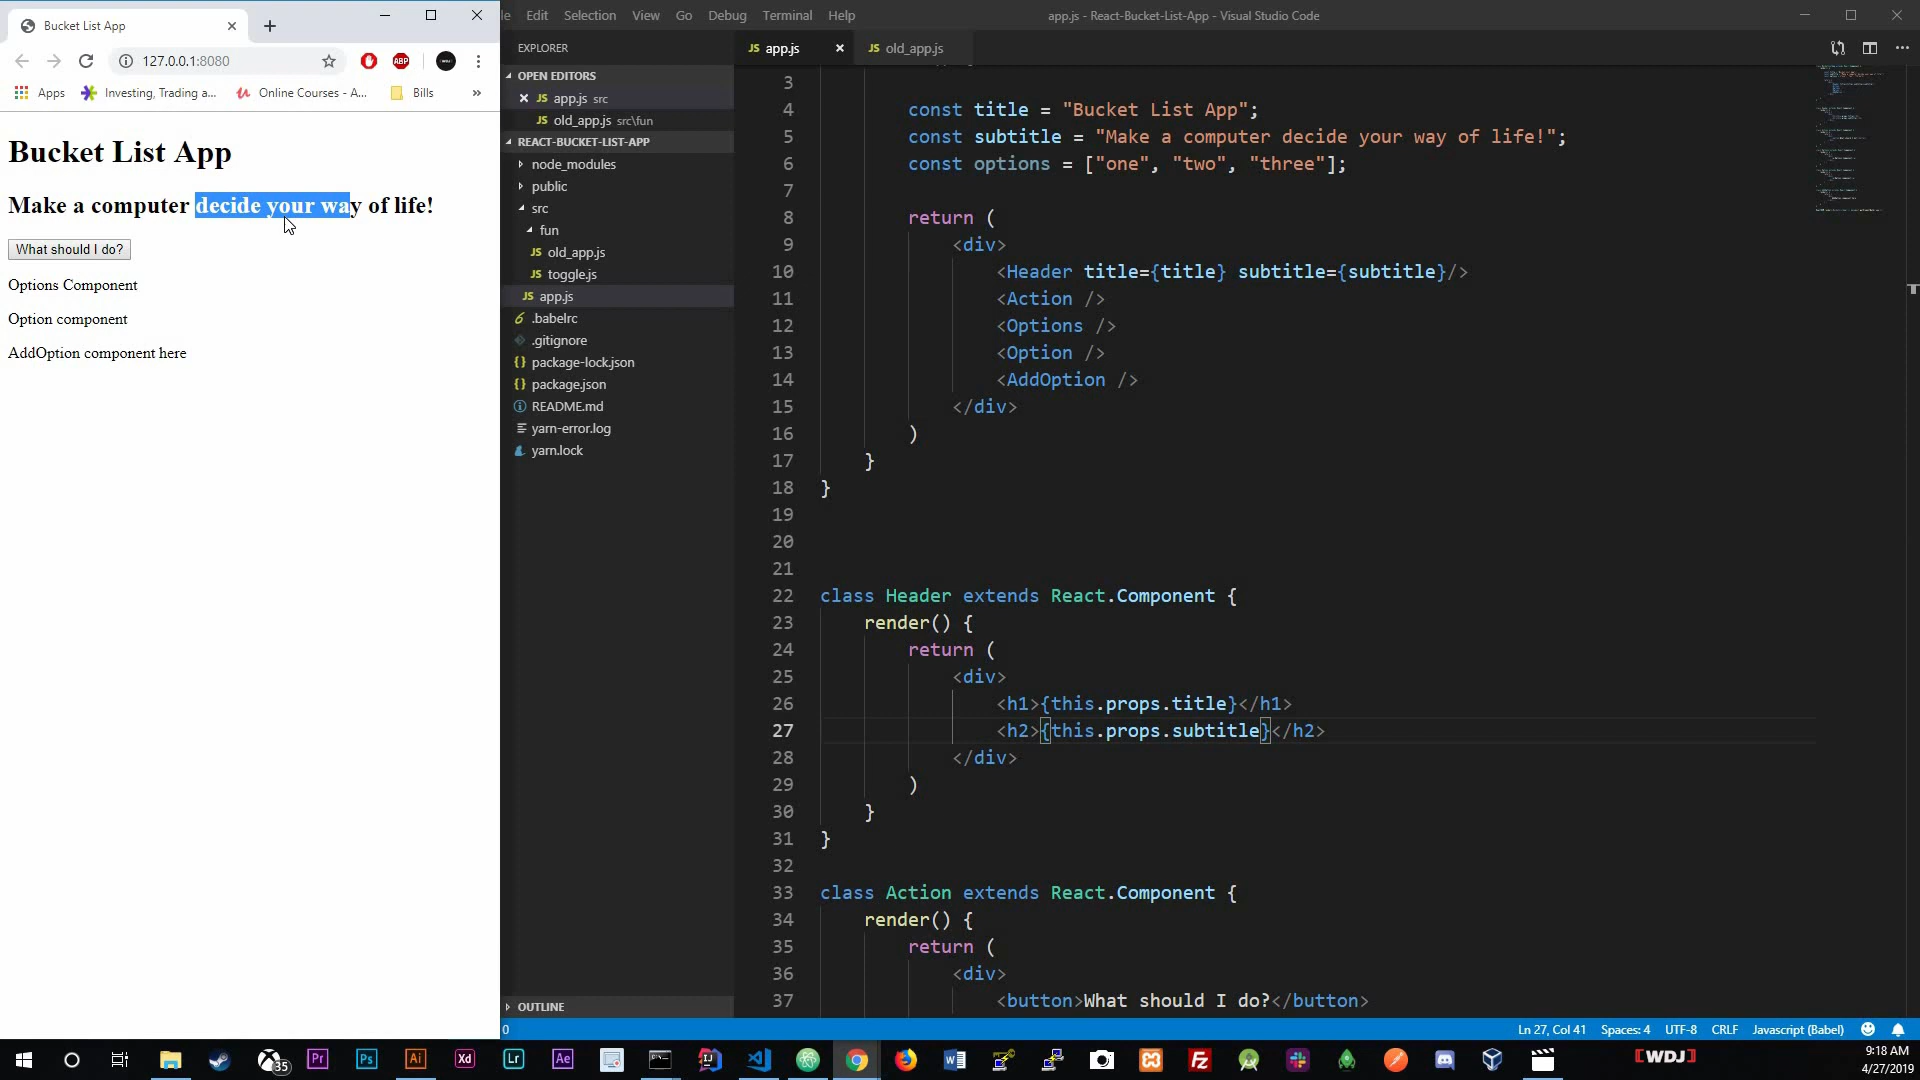 Bucket List App
127.0.0.1:8080
ABP
Apps
Investing, Trading a...
Online Courses - A...
Bills
»
Bucket List App
Make a computer decide your way of life!
What should I do?
Options Component
Option component
AddOption component here
Edit Selection View Go Debug Terminal Help
app.js - React-Bucket-List-App - Visual Studio Code
EXPLORER
OPEN EDITORS
JS app.js src
JS old_app.js src\fun
REACT-BUCKET-LIST-APP
node_modules
public
src
fun
JS old_app.js
JS toggle.js
JS app.js
.babelrc
.gitignore
{} package-lock.json
{} package.json
README.md
yarn-error.log
yarn.lock
OUTLINE
JS app.js
JS old_app.js
3
4 const title = "Bucket List App";
5 const subtitle = "Make a computer decide your way of life!";
6 const options = ["one", "two", "three"];
7
8 return (
9 <div>
10 <Header title={title} subtitle={subtitle}/>
11 <Action />
12 <Options />
13 <Option />
14 <AddOption />
15 </div>
16 )
17 }
18 }
19
20
21
22 class Header extends React.Component {
23 render() {
24 return (
25 <div>
26 <h1>{this.props.title}</h1>
27 <h2>{this.props.subtitle}</h2>
28 </div>
29 )
30 }
31 }
32
33 class Action extends React.Component {
34 render() {
35 return (
36 <div>
37 <button>What should I do?</button>
0
Ln 27, Col 41 Spaces: 4 UTF-8 CRLF Javascript (Babel)
35
Pr
Ps
Ai
Xd
Lr
Ae
[WDJ]
9:18 AM
4/27/2019